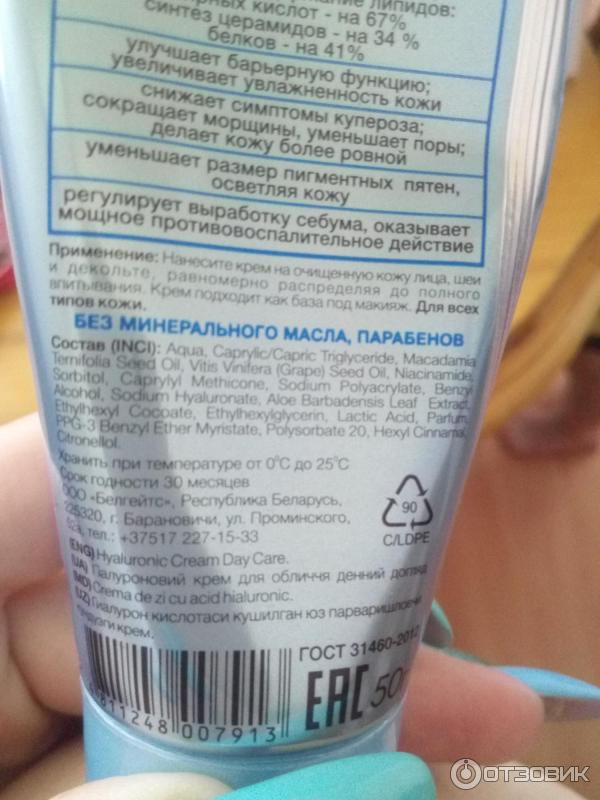 липидов:
кислот - на 67%
синтез церамидов - на 34 %
белков - на 41%
улучшает барьерную функцию;
увеличивает увлажненность кожи
снижает симптомы купероза;
сокращает морщины, уменьшает поры;
делает кожу более ровной
уменьшает размер пигментных пятен,
осветляя кожу
регулирует выработку себума, оказывает
мощное противовоспалительное действие
Применение: Нанесите крем на очищенную кожу лица, шеи
и декольте, равномерно распределяя до полного
впитывания. Крем подходит как база под макияж. Для всех
типов кожи.
БЕЗ МИНЕРАЛЬНОГО МАСЛА, ПАРАБЕНОВ
Состав (INCI): Aqua, Caprylic/Capric Triglyceride, Macadamia
Ternifolia Seed Oil, Vitis Vinifera (Grape) Seed Oil, Niacinamide,
Sorbitol, Caprylyl Methicone, Sodium Polyacrylate, Benzyl
Alcohol, Sodium Hyaluronate, Aloe Barbadensis Leaf Extract,
Ethylhexyl Cocoate, Ethylhexylglycerin, Lactic Acid, Parfum,
PPG-3 Benzyl Ether Myristate, Polysorbate 20, Hexyl Cinnamal,
Citronellol.
Хранить при температуре от 0°С до 25°С
Срок годности 30 месяцев
ООО «Белгейтс», Республика Беларусь,
225320, г. Барановичи, ул. Проминского,
тел.: +37517 227-15-33
90
C/LDPE
(ENG) Hyaluronic Cream Day Care.
(UA) Гіалуроновий крем для обличчя денний догляд
(MD) Crema de zi cu acid hialuronic.
(UZ) Гиалурон кислотаси кушилган юз парваришловчи
кундузги крем.
ГОСТ 31460-2012
EAC 50
4811248 007913
ОТЗОВИК